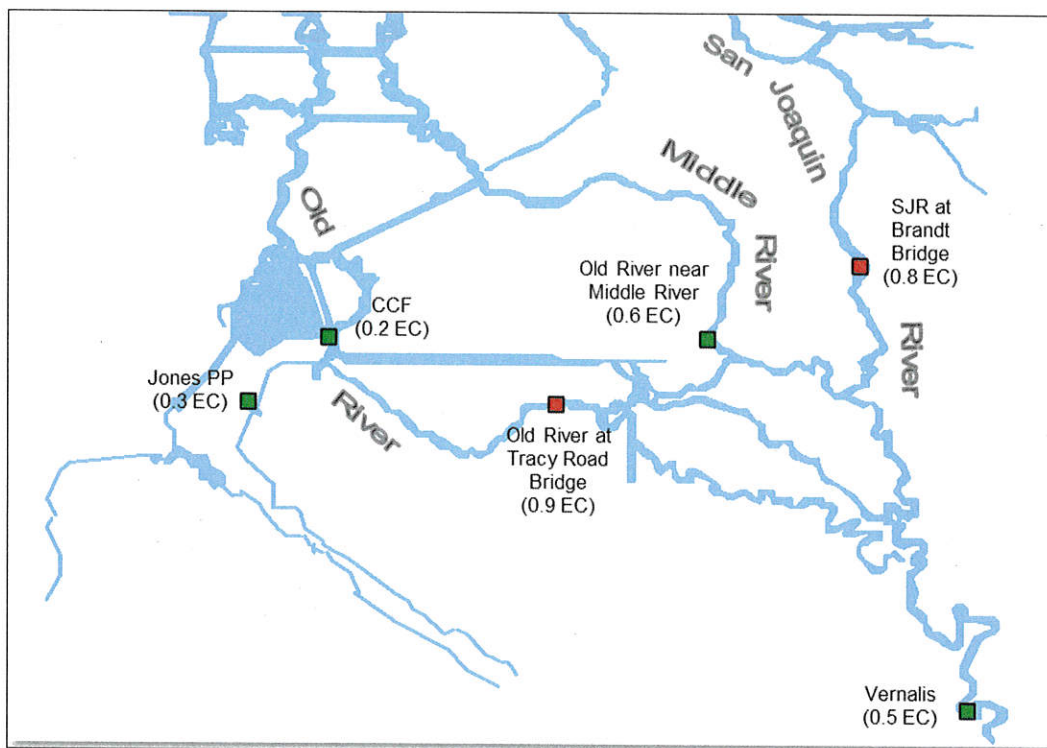 San
Joaquin
River
Middle
River
Old
River
SJR at
Brandt
Bridge
(0.8 EC)
Old River near
Middle River
(0.6 EC)
CCF
(0.2 EC)
Jones PP
(0.3 EC)
Old River at
Tracy Road
Bridge
(0.9 EC)
Vernalis
(0.5 EC)